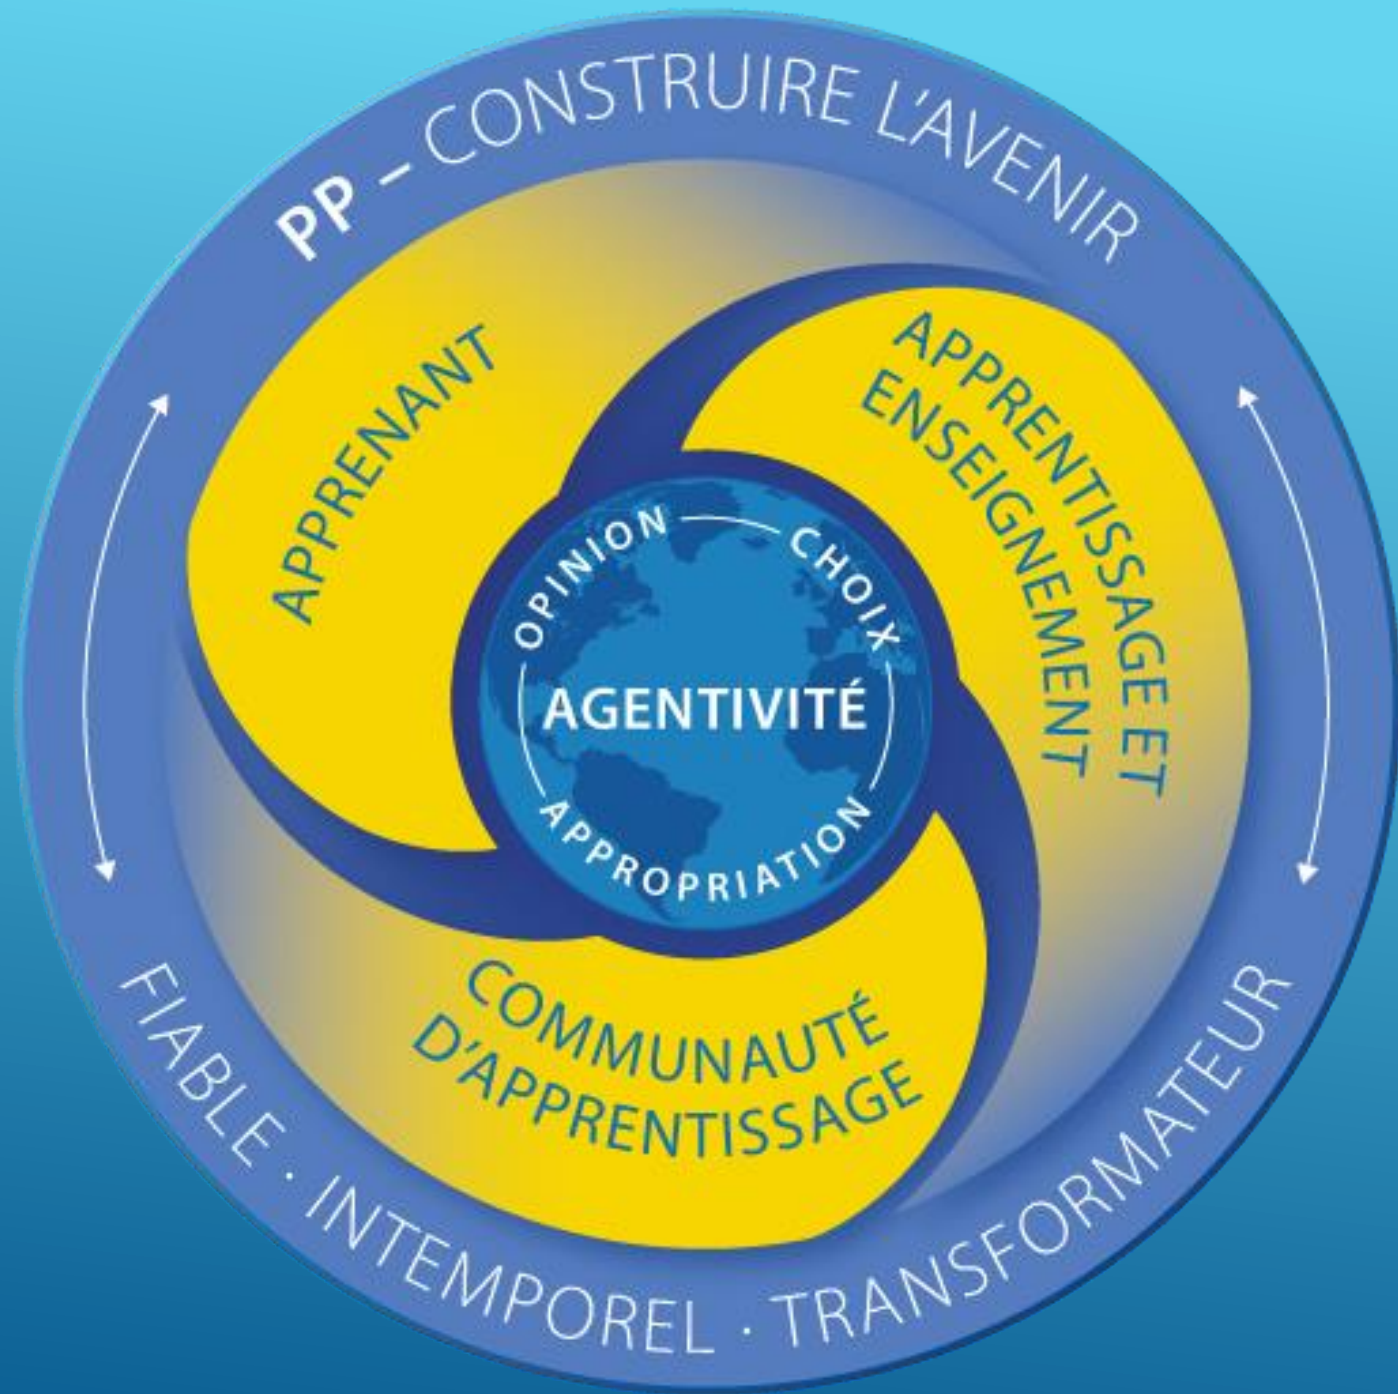 PP – CONSTRUIRE L'AVENIR
APPRENANT
APPRENTISSAGE ET
ENSEIGNEMENT
OPINION
CHOIX
AGENTIVITÉ
APPROPRIATION
COMMUNAUTÉ
D'APPRENTISSAGE
FIABLE · INTEMPOREL · TRANSFORMATEUR